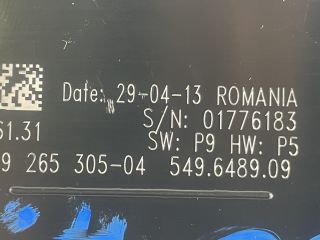 Date: 29-04-13 ROMANIA
61.31 S/N: 01776183
SW: P9 HW: P5
9 265 305-04 549.6489.09